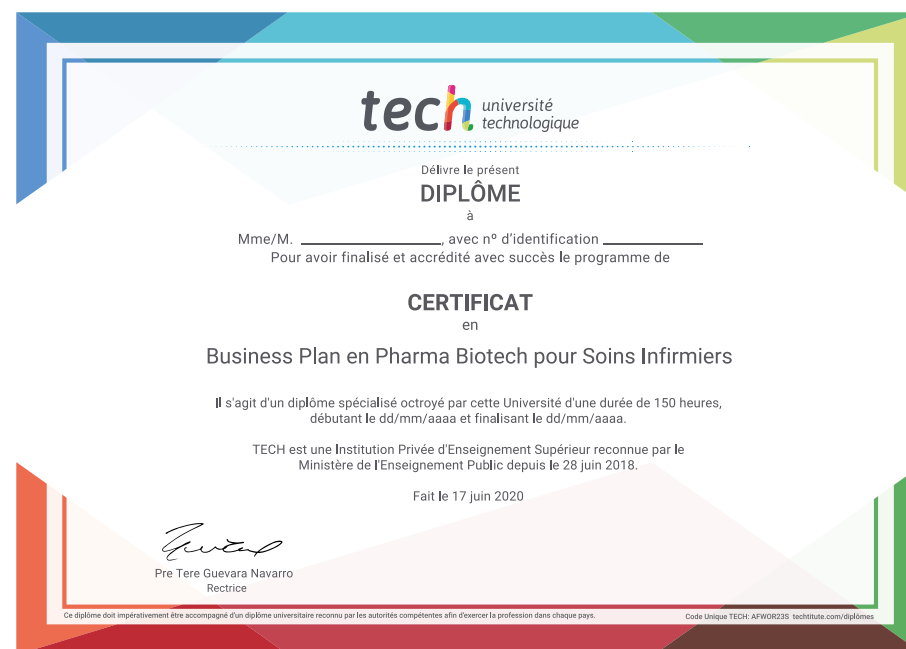 tech université
technologique
Délivre le présent
DIPLÔME
à
Mme/M. ____________________, avec nº d'identification ________________
Pour avoir finalisé et accrédité avec succès le programme de
CERTIFICAT
en
Business Plan en Pharma Biotech pour Soins Infirmiers
Il s'agit d'un diplôme spécialisé octroyé par cette Université d'une durée de 150 heures,
débutant le dd/mm/aaaa et finalisant le dd/mm/aaaa.
TECH est une Institution Privée d'Enseignement Supérieur reconnue par le
Ministère de l'Enseignement Public depuis le 28 juin 2018.
Fait le 17 juin 2020
Pre Tere Guevara Navarro
Rectrice
Ce diplôme doit impérativement être accompagné d'un diplôme universitaire reconnu par les autorités compétentes afin d'exercer la profession dans chaque pays.
Code Unique TECH: AFWOR23S techtitute.com/diplômes